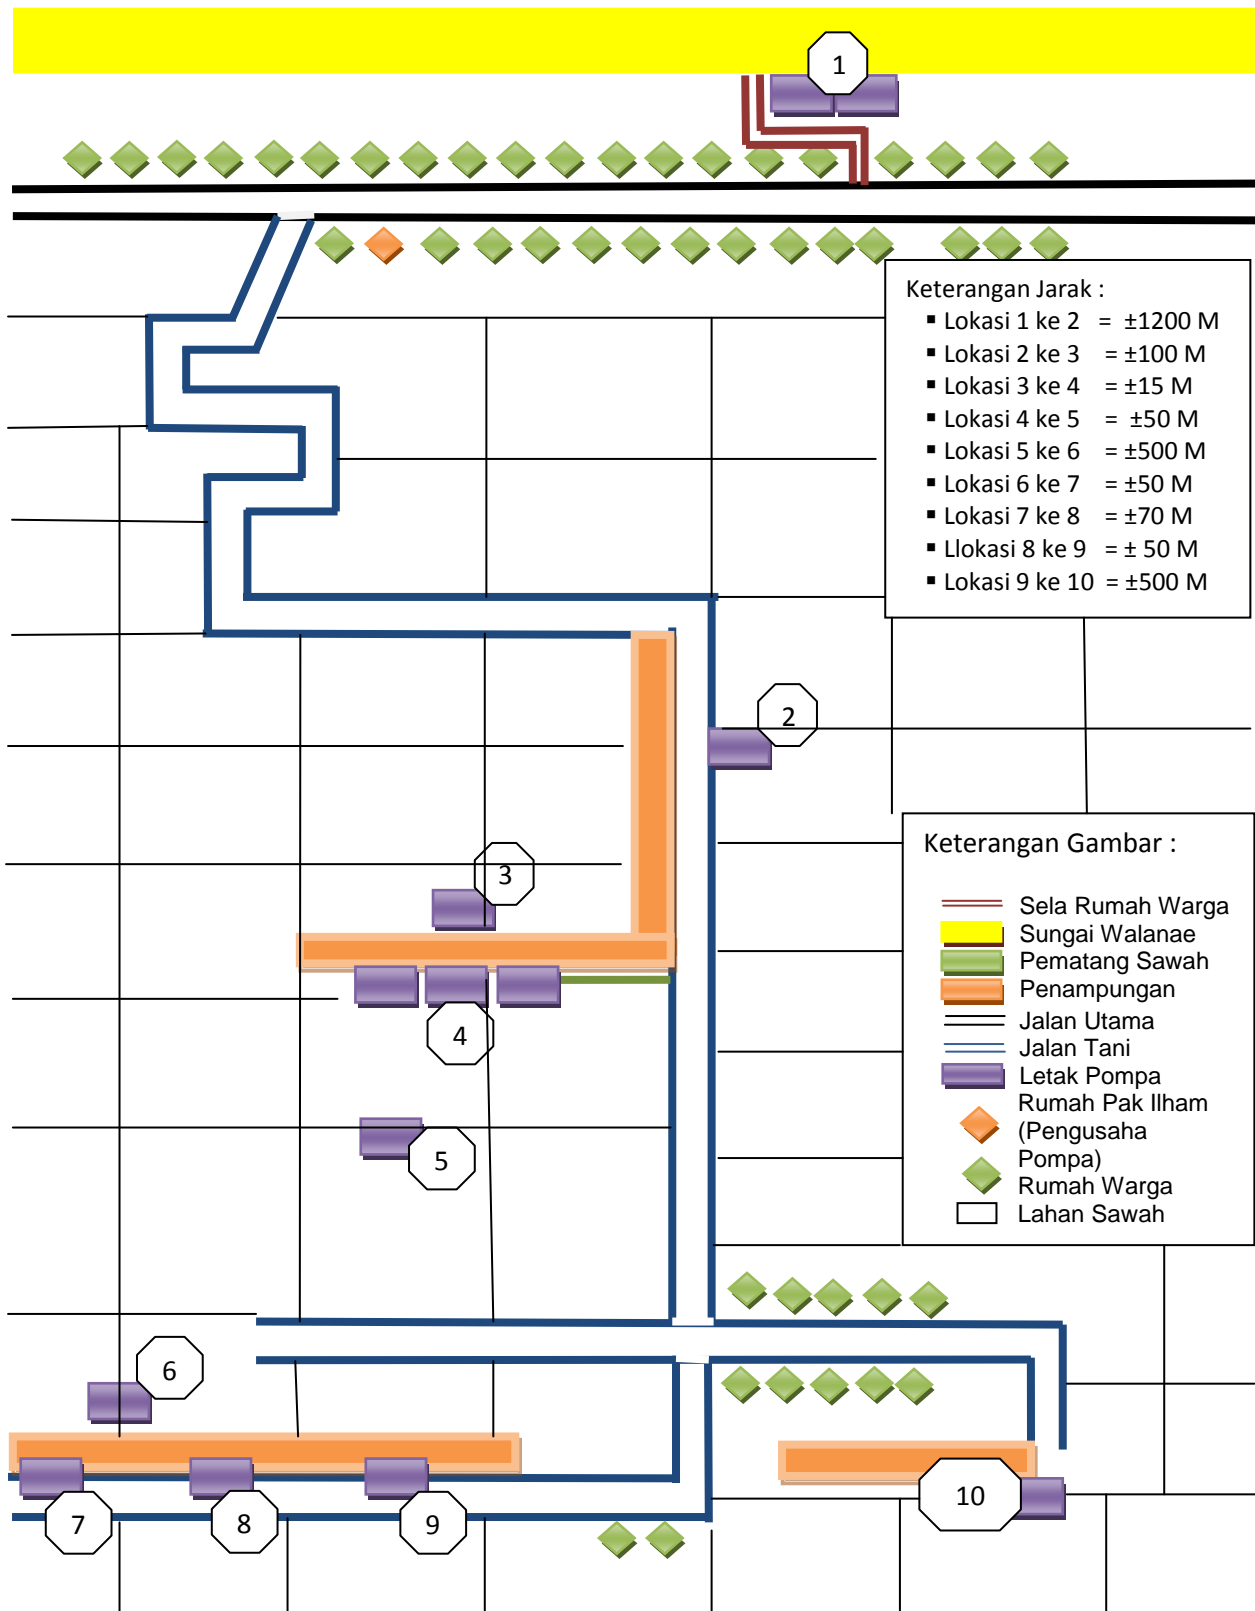 1
Keterangan Jarak :
▪ Lokasi 1 ke 2 = ±1200 M
▪ Lokasi 2 ke 3 = ±100 M
▪ Lokasi 3 ke 4 = ±15 M
▪ Lokasi 4 ke 5 = ±50 M
▪ Lokasi 5 ke 6 = ±500 M
▪ Lokasi 6 ke 7 = ±50 M
▪ Lokasi 7 ke 8 = ±70 M
▪ Llokasi 8 ke 9 = ± 50 M
▪ Lokasi 9 ke 10 = ±500 M
2
Keterangan Gambar :
Sela Rumah Warga
Sungai Walanae
Pematang Sawah
Penampungan
Jalan Utama
Jalan Tani
Letak Pompa
Rumah Pak Ilham
(Pengusaha
Pompa)
Rumah Warga
Lahan Sawah
3
4
5
6
7
8
9
10